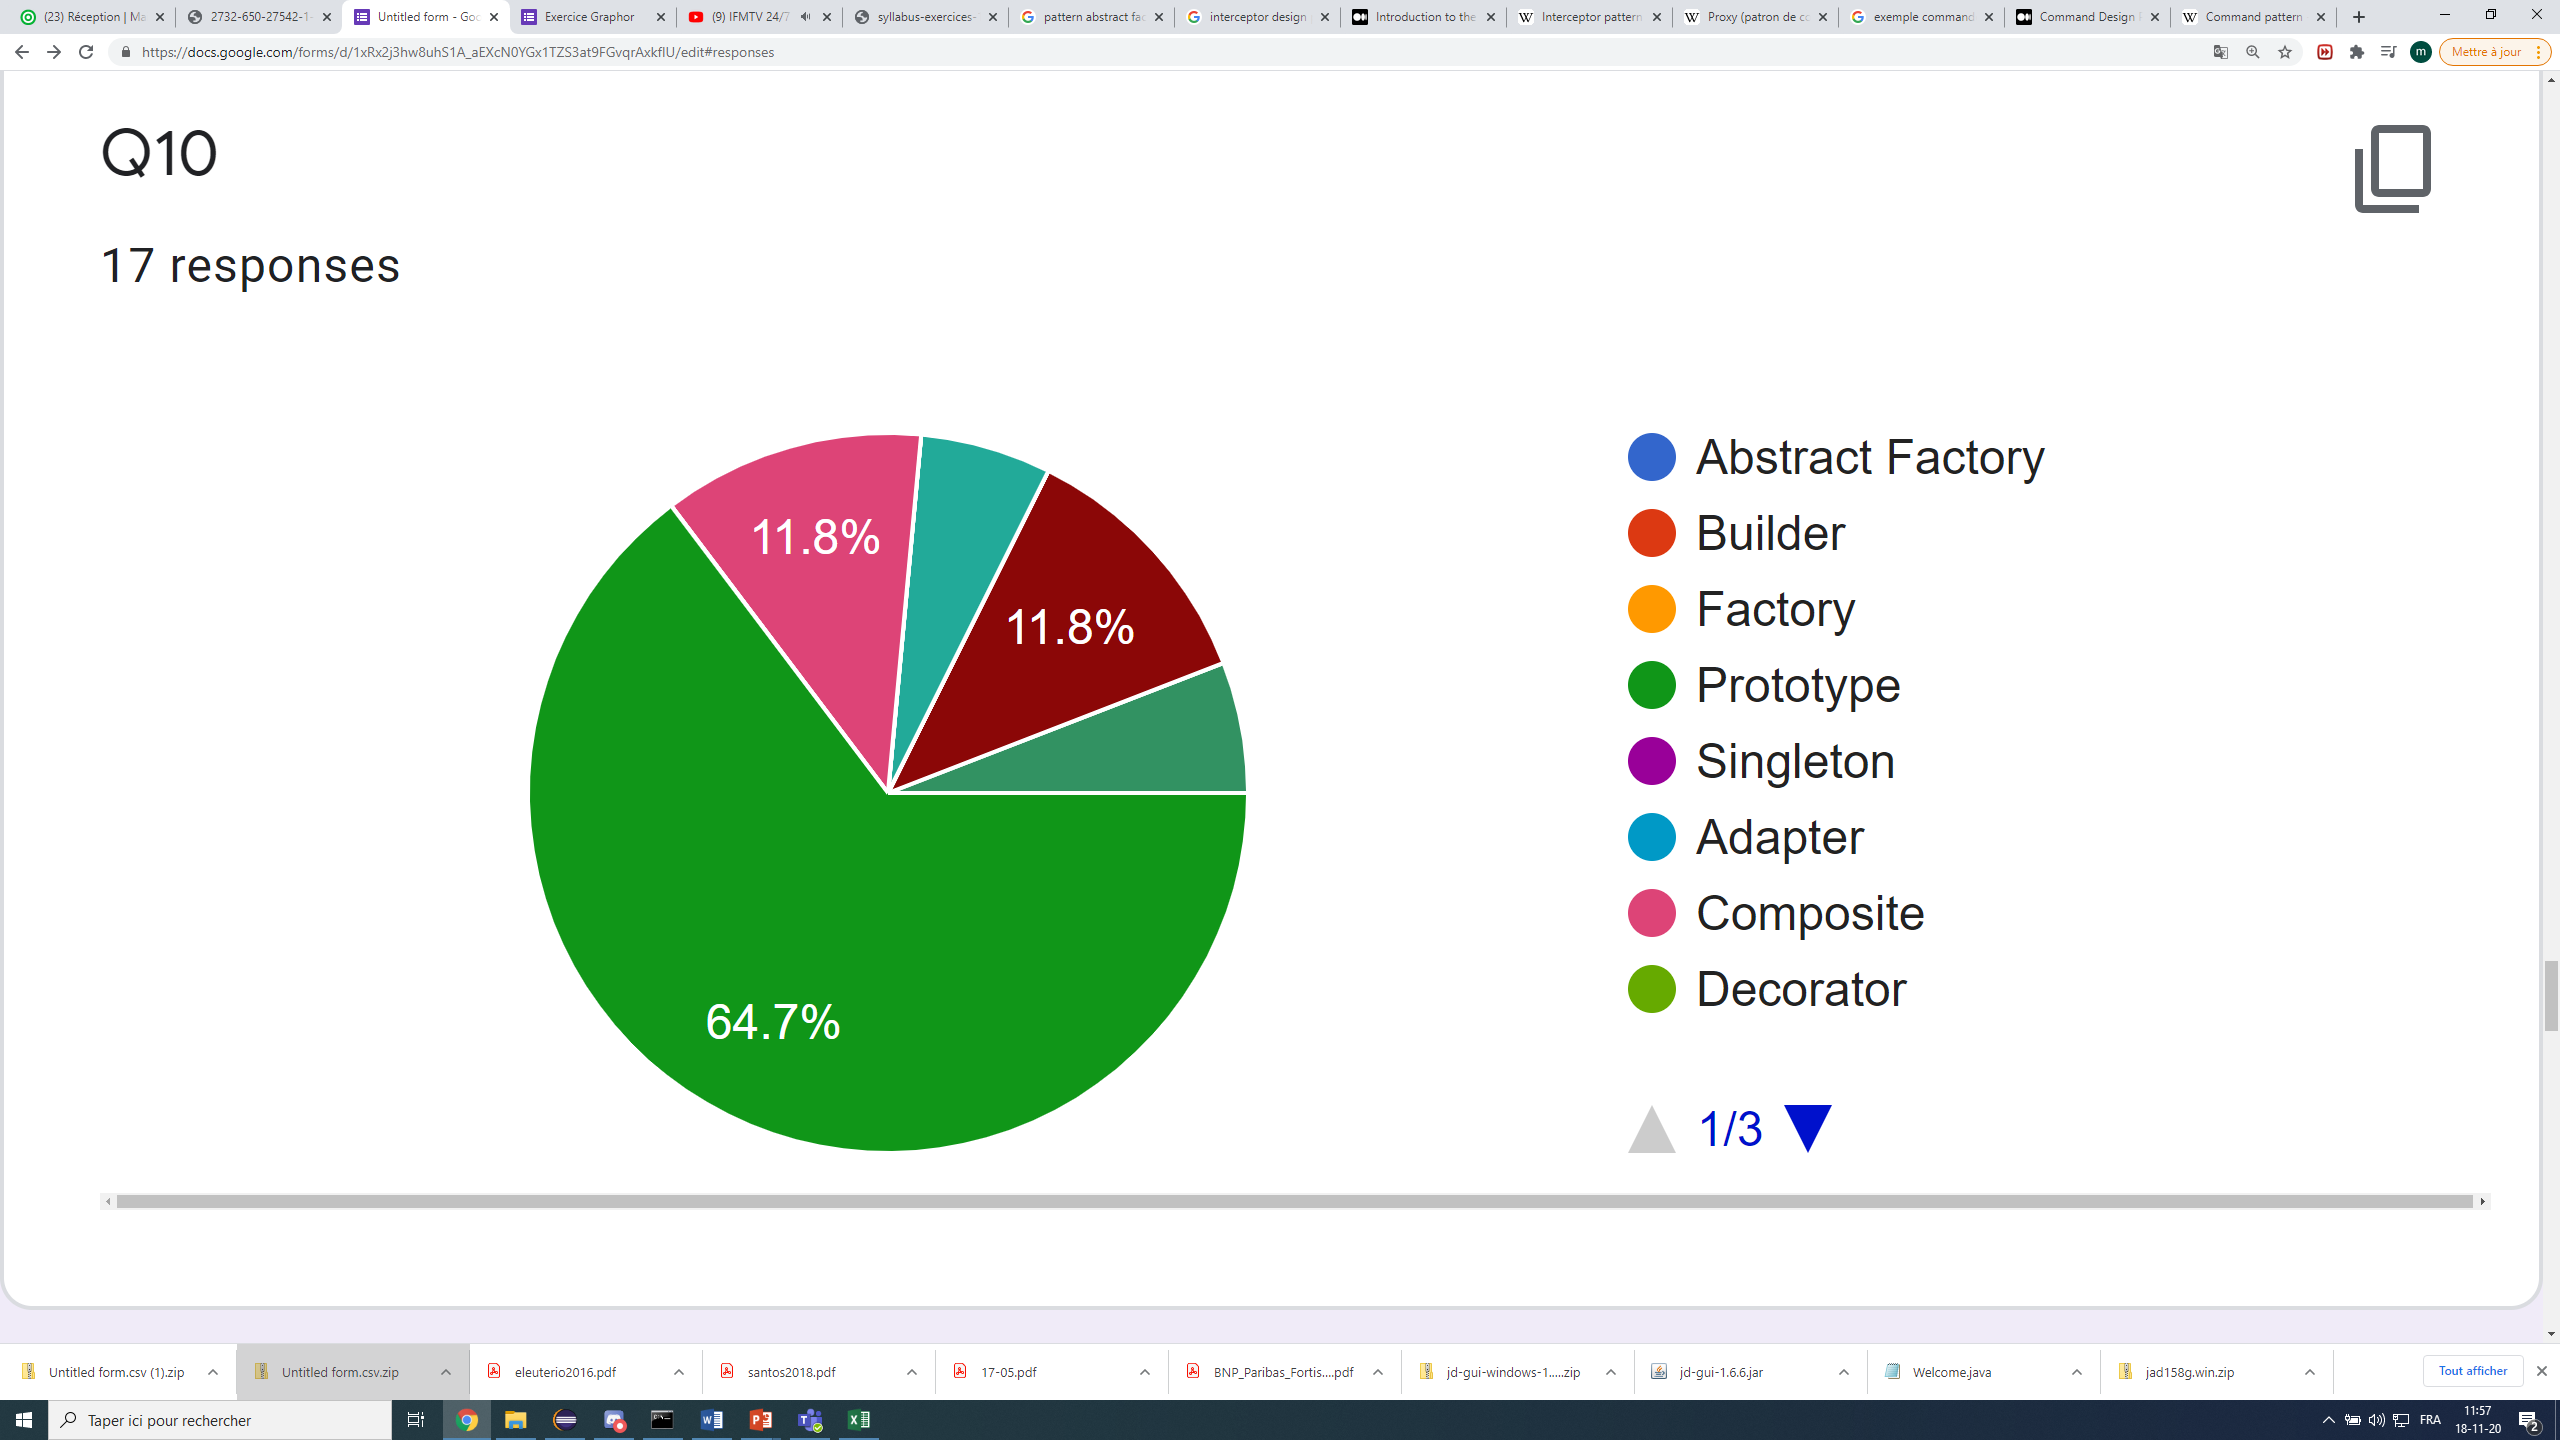 (23) Réception | Ma
2732-650-27542-1-
Untitled form - Goo
Exercice Graphor
(9) IFMTV 24/7
syllabus-exercices-
pattern abstract fac
interceptor design
Introduction to the
Interceptor pattern
Proxy (patron de co
exemple command
Command Design
Command pattern
https://docs.google.com/forms/d/1xRx2j3hw8uhS1A_aEXcN0YGx1TZS3at9FGvqrAxkfIU/edit#responses
m
Mettre à jour
Q10
17 responses
11.8%
11.8%
64.7%
Abstract Factory
Builder
Factory
Prototype
Singleton
Adapter
Composite
Decorator
1/3
Untitled form.csv (1).zip
Untitled form.csv.zip
eleuterio2016.pdf
santos2018.pdf
17-05.pdf
BNP_Paribas_Fortis....pdf
jd-gui-windows-1.....zip
jd-gui-1.6.6.jar
Welcome.java
jad158g.win.zip
Tout afficher
Taper ici pour rechercher
FRA
11:57
18-11-20
2